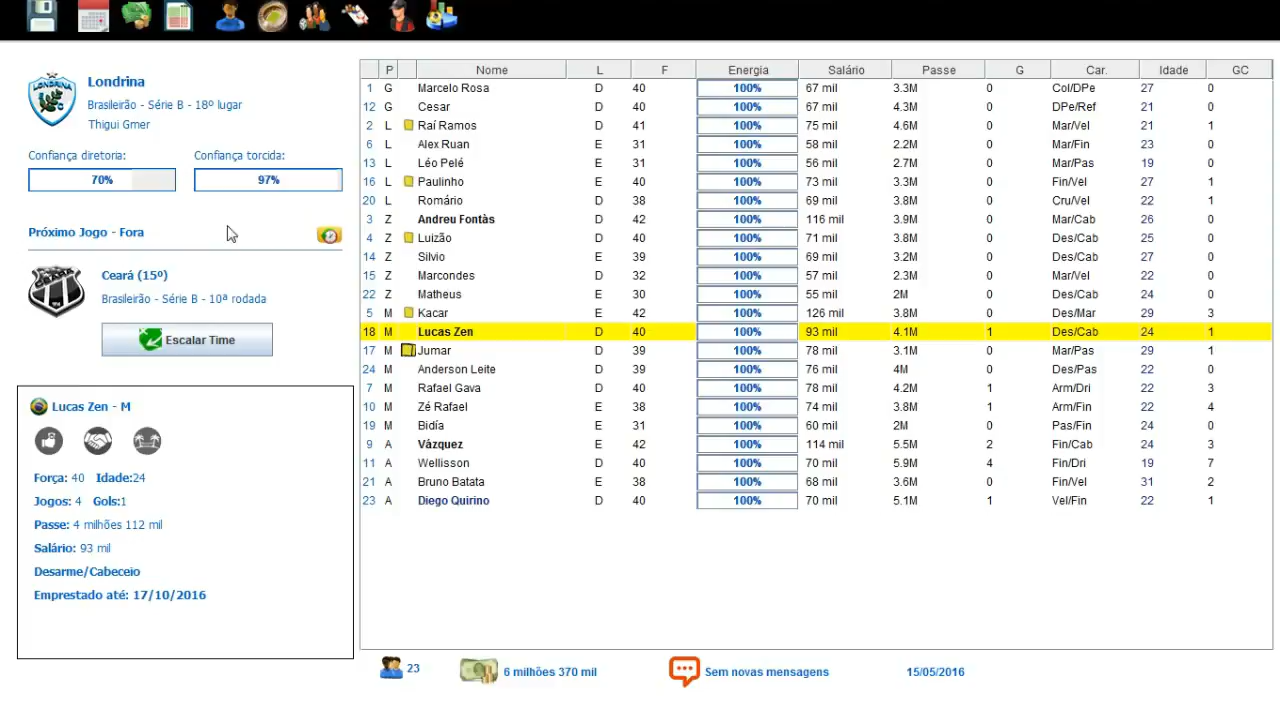 Londrina
Brasileirão - Série B - 18º lugar
Thigui Gmer
Confiança diretoria: Confiança torcida:
70% 97%
Próximo Jogo - Fora
Ceará (15º)
Brasileirão - Série B - 10ª rodada
Escalar Time
Lucas Zen - M
Força: 40 Idade:24
Jogos: 4 Gols:1
Passe: 4 milhões 112 mil
Salário: 93 mil
Desarme/Cabeceio
Emprestado até: 17/10/2016
P Nome L F Energia Salário Passe G Car. Idade GC
1 G Marcelo Rosa D 40 100% 67 mil 3.3M 0 Col/DPe 27 0
12 G Cesar D 40 100% 67 mil 4.3M 0 DPe/Ref 21 0
2 L Raí Ramos D 41 100% 75 mil 4.6M 0 Mar/Vel 21 1
6 L Alex Ruan E 31 100% 58 mil 2.2M 0 Mar/Fin 23 0
13 L Léo Pelé E 31 100% 56 mil 2.7M 0 Mar/Pas 19 0
16 L Paulinho E 40 100% 73 mil 3.3M 0 Fin/Vel 27 1
20 L Romário E 38 100% 69 mil 3.8M 0 Cru/Vel 22 1
3 Z Andreu Fontàs D 42 100% 116 mil 3.9M 0 Mar/Cab 26 0
4 Z Luizão D 40 100% 71 mil 3.8M 0 Des/Cab 25 0
14 Z Silvio E 39 100% 69 mil 3.2M 0 Des/Cab 27 0
15 Z Marcondes D 32 100% 57 mil 2.3M 0 Mar/Vel 22 0
22 Z Matheus E 30 100% 55 mil 2M 0 Des/Cab 24 0
5 M Kacar E 42 100% 126 mil 3.8M 0 Des/Mar 29 3
18 M Lucas Zen D 40 100% 93 mil 4.1M 1 Des/Cab 24 1
17 M Jumar D 39 100% 78 mil 3.1M 0 Mar/Pas 29 1
24 M Anderson Leite D 39 100% 76 mil 4M 0 Des/Pas 22 0
7 M Rafael Gava D 40 100% 78 mil 4.2M 1 Arm/Dri 22 3
10 M Zé Rafael E 38 100% 74 mil 3.8M 1 Arm/Fin 22 4
19 M Bidía E 31 100% 60 mil 2M 0 Pas/Fin 24 0
9 A Vázquez E 42 100% 114 mil 5.5M 2 Fin/Cab 24 3
11 A Wellisson D 40 100% 70 mil 5.9M 4 Fin/Dri 19 7
21 A Bruno Batata E 38 100% 68 mil 3.6M 0 Fin/Vel 31 2
23 A Diego Quirino D 40 100% 70 mil 5.1M 1 Vel/Fin 22 1
23 6 milhões 370 mil Sem novas mensagens 15/05/2016